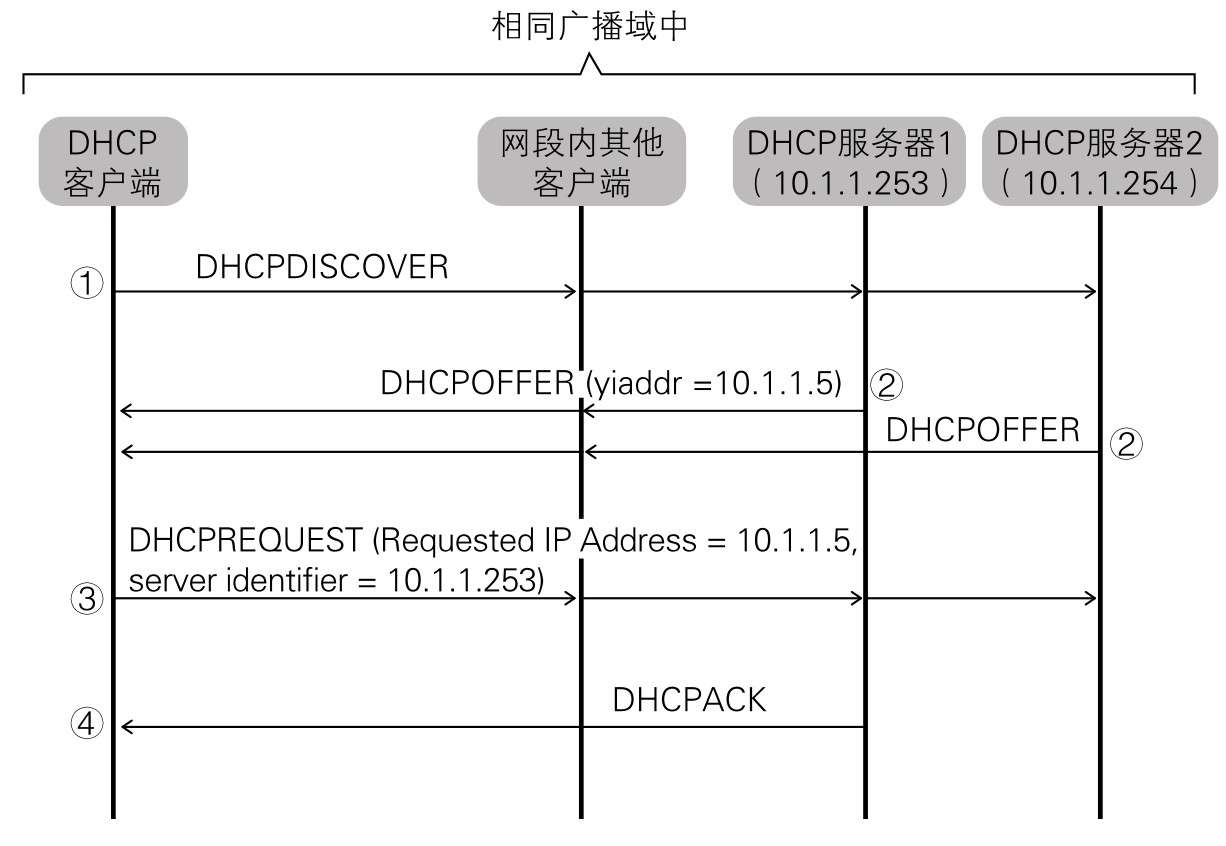 相同广播域中
DHCP
客户端
网段内其他
客户端
DHCP服务器1
（10.1.1.253）
DHCP服务器2
（10.1.1.254）
①
DHCPDISCOVER
DHCPOFFER (yiaddr =10.1.1.5)
②
DHCPOFFER
②
DHCPREQUEST (Requested IP Address = 10.1.1.5,
server identifier = 10.1.1.253)
③
DHCPACK
④